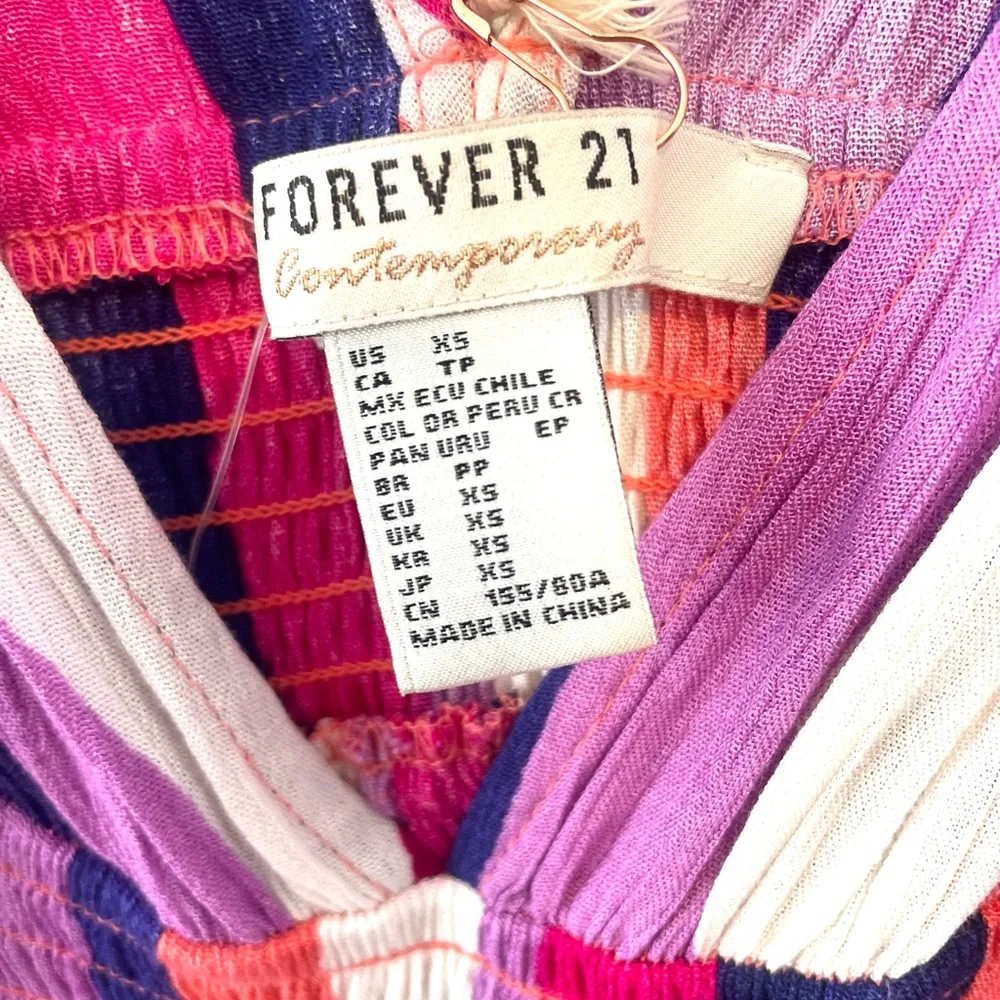 FOREVER 21
Contemporary
US XS
CA TP
MX ECU CHILE
COL DR PERU CR
PAN URU EP
BR PP
EU XS
UK XS
KR XS
JP XS
CN 155/80A
MADE IN CHINA